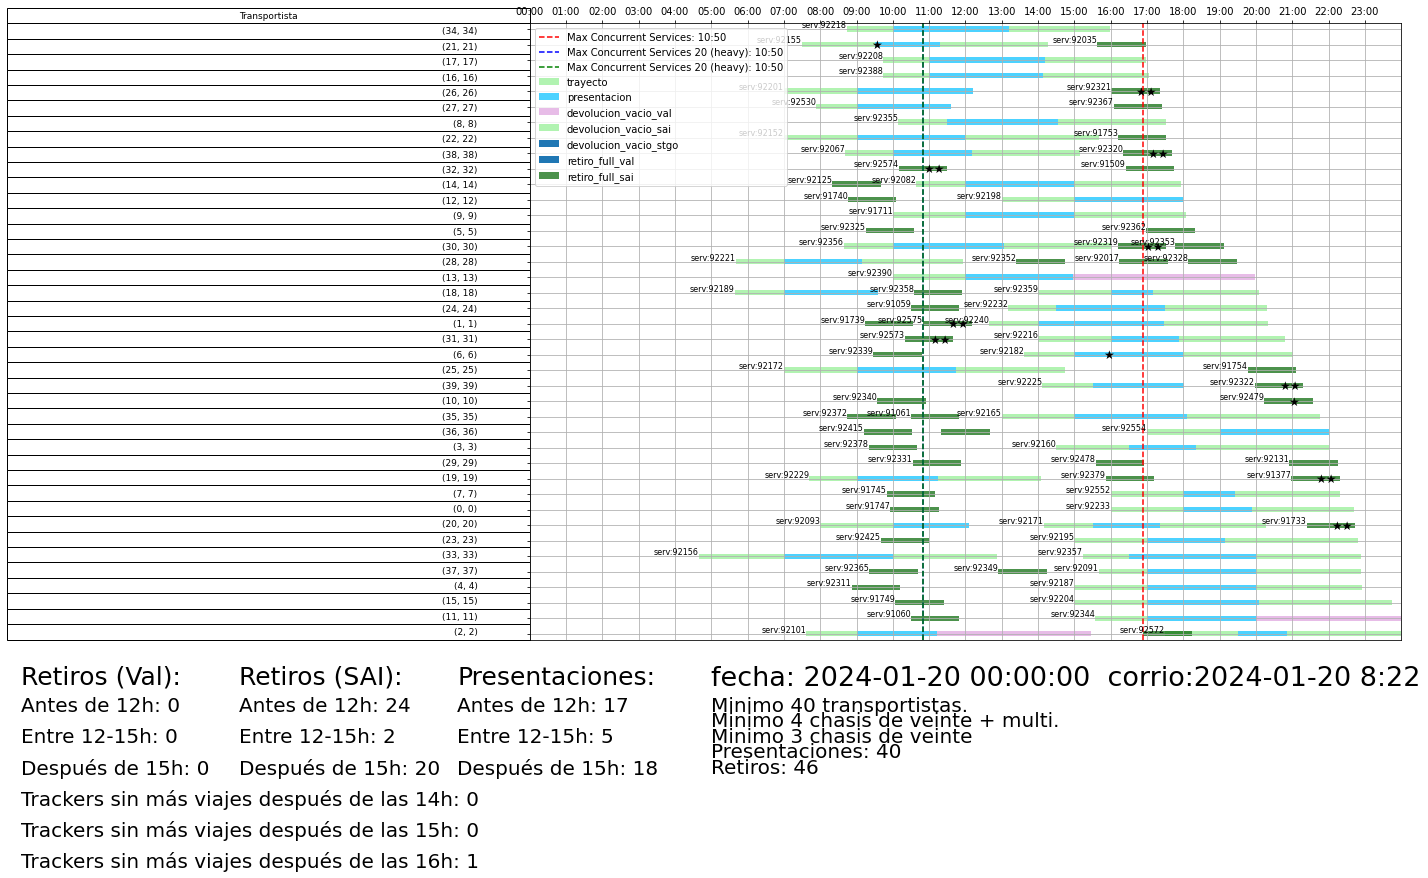 Transportista
00:00 01:00 02:00 03:00 04:00 05:00 06:00 07:00 08:00 09:00 10:00 11:00 12:00 13:00 14:00 15:00 16:00 17:00 18:00 19:00 20:00 21:00 22:00 23:00
Max Concurrent Services: 10:50
Max Concurrent Services 20 (heavy): 10:50
Max Concurrent Services 20 (heavy): 10:50
trayecto
presentacion
devolucion_vacio_val
devolucion_vacio_sai
devolucion_vacio_stgo
retiro_full_val
retiro_full_sai
(34, 34) serv:92218
(21, 21) 155 serv:92035
(17, 17) serv:92208
(16, 16) serv:92388
(26, 26) serv:92201 serv:92321
(27, 27) serv:92530 serv:92367
(8, 8) serv:92355
(22, 22) serv:92152 serv:91753
(38, 38) serv:92067 serv:92320
(32, 32) serv:92574 serv:91509
(14, 14) serv:92125 serv:92082
(12, 12) serv:91740 serv:92198
(9, 9) serv:91711
(5, 5) serv:92325 serv:92362
(30, 30) serv:92356 serv:92319 serv:92353
(28, 28) serv:92221 serv:92352 serv:92017 serv:92328
(13, 13) serv:92390
(18, 18) serv:92189 serv:92358 serv:92359
(24, 24) serv:91059 serv:92232
(1, 1) serv:91739 serv:92575 serv:92240
(31, 31) serv:92573 serv:92216
(6, 6) serv:92339 serv:92182
(25, 25) serv:92172 serv:91754
(39, 39) serv:92225 serv:92322
(10, 10) serv:92340 serv:92479
(35, 35) serv:92372 serv:91061 serv:92165
(36, 36) serv:92415 serv:92554
(3, 3) serv:92378 serv:92160
(29, 29) serv:92331 serv:92478 serv:92131
(19, 19) serv:92229 serv:92379 serv:91377
(7, 7) serv:91745 serv:92552
(0, 0) serv:91747 serv:92233
(20, 20) serv:92093 serv:92171 serv:91733
(23, 23) serv:92425 serv:92195
(33, 33) serv:92156 serv:92357
(37, 37) serv:92365 serv:92349 serv:92091
(4, 4) serv:92311 serv:92187
(15, 15) serv:91749 serv:92204
(11, 11) serv:91060 serv:92344
(2, 2) serv:92101 serv:92572
Retiros (Val):
Antes de 12h: 0
Entre 12-15h: 0
Después de 15h: 0
Retiros (SAI):
Antes de 12h: 24
Entre 12-15h: 2
Después de 15h: 20
Presentaciones:
Antes de 12h: 17
Entre 12-15h: 5
Después de 15h: 18
Trackers sin más viajes después de las 14h: 0
Trackers sin más viajes después de las 15h: 0
Trackers sin más viajes después de las 16h: 1
fecha: 2024-01-20 00:00:00 corrio:2024-01-20 8:22
Minimo 40 transportistas.
Minimo 4 chasis de veinte + multi.
Minimo 3 chasis de veinte
Presentaciones: 40
Retiros: 46